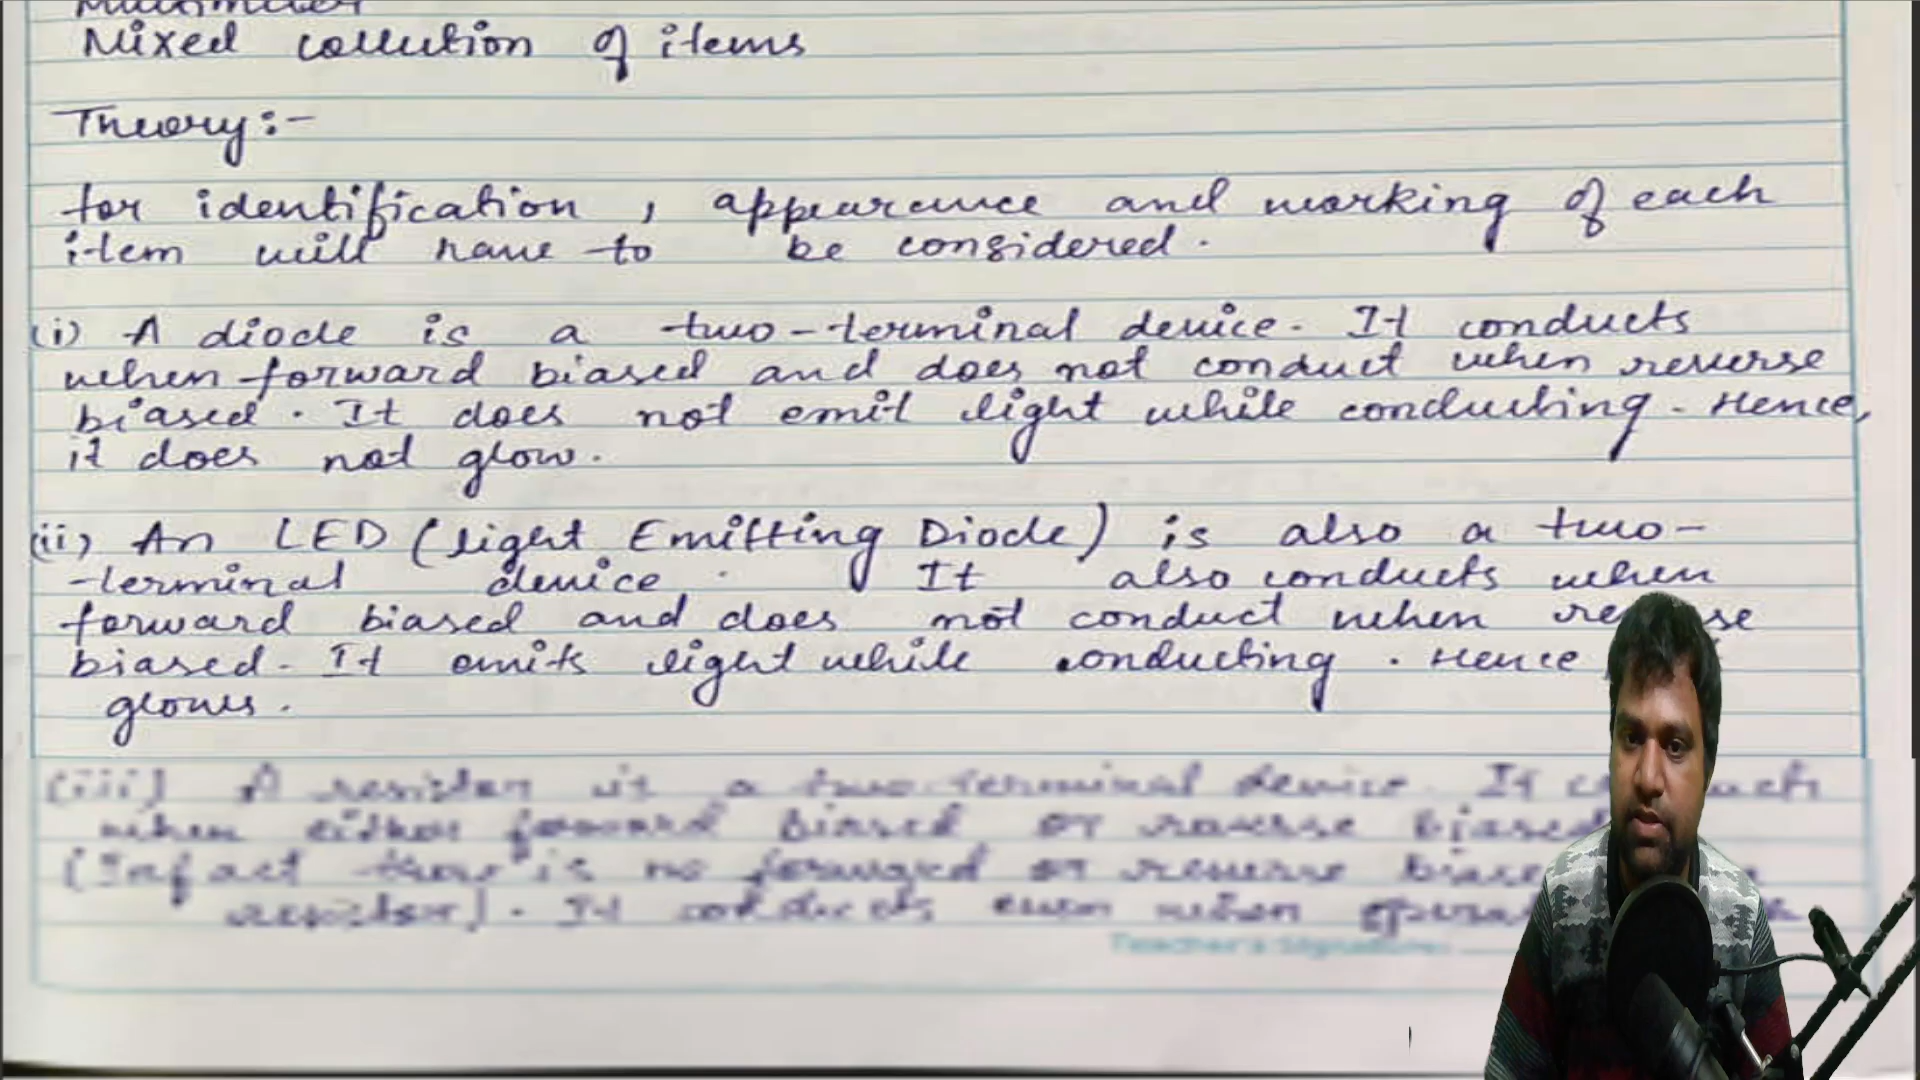 Multimeter
Mixed collection of items
Theory:-
for identification, appearance and working of each
item will have to be considered.
(i) A diode is a two-terminal device. It conducts
when forward biased and does not conduct when reverse
biased. It does not emit light while conducting. Hence,
it does not glow.
(ii) An LED (light Emitting Diode) is also a two-
terminal device. It also conducts when
forward biased and does not conduct when
biased. It emits light while conducting. Hence
glows.
(iii) A resistor is a two-terminal device. It
when either forward biased or reverse biased
(Infact there is no forward or reverse
resistor). It conducts even when
Teacher's Signature: